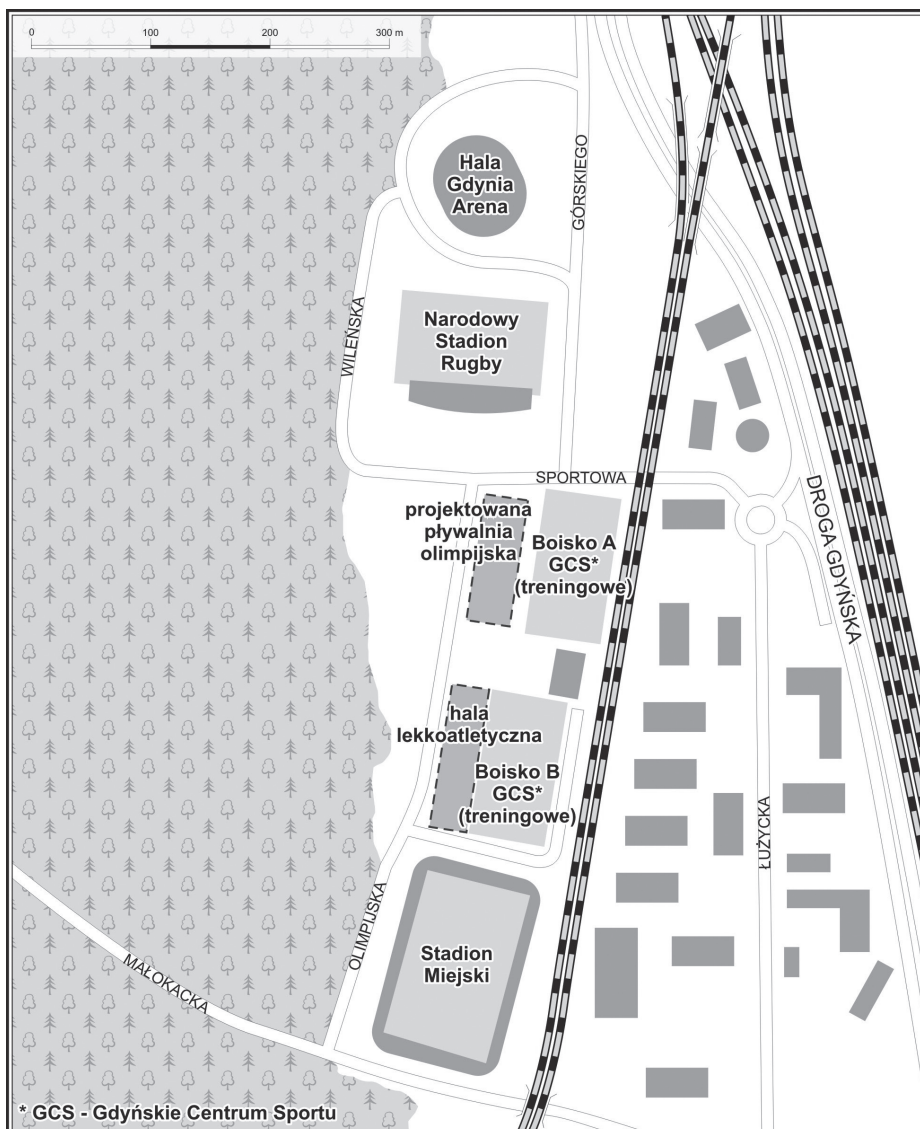 0 100 200 300 m
Hala
Gdynia
Arena
GÓRSKIEGO
WILEŃSKA
Narodowy
Stadion
Rugby
SPORTOWA
DROGA GDYŃSKA
projektowana
pływalnia
olimpijska
Boisko A
GCS*
(treningowe)
hala
lekkoatletyczna
Boisko B
GCS*
(treningowe)
ŁUŻYCKA
OLIMPIJSKA
Stadion
Miejski
MAŁOKACKA
* GCS - Gdyńskie Centrum Sportu